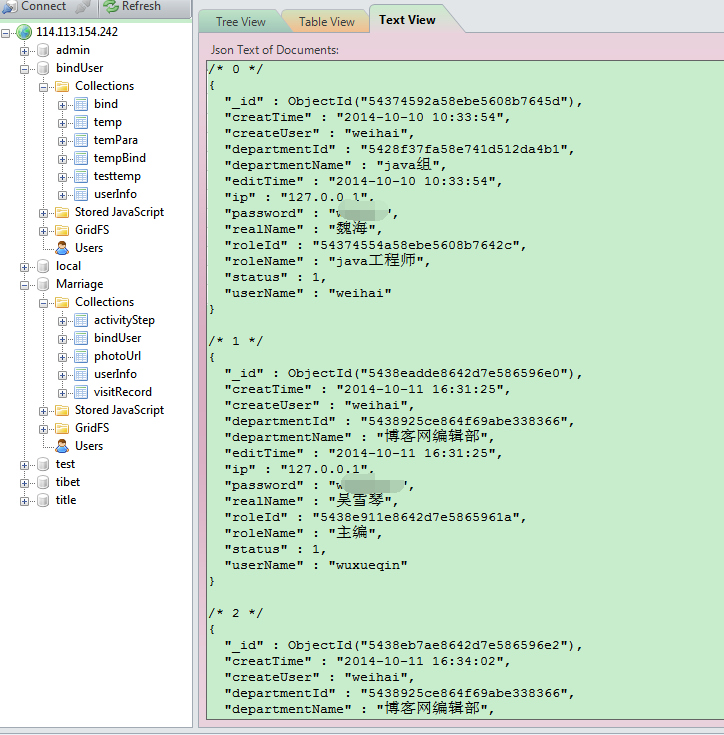 Connect
Refresh
114.113.154.242
admin
bindUser
Collections
bind
temp
temPara
tempBind
testtemp
userInfo
Stored JavaScript
GridFS
Users
local
Marriage
Collections
activityStep
bindUser
photoUrl
userInfo
visitRecord
Stored JavaScript
GridFS
Users
test
tibet
title
Tree View
Table View
Text View
Json Text of Documents:
/* 0 */
{
"_id" : ObjectId("54374592a58ebe5608b7645d"),
"creatTime" : "2014-10-10 10:33:54",
"createUser" : "weihai",
"departmentId" : "5428f37fa58e741d512da4b1",
"departmentName" : "java组",
"editTime" : "2014-10-10 10:33:54",
"ip" : "127.0.0.1",
"password" : "w",
"realName" : "魏海",
"roleId" : "54374554a58ebe5608b7642c",
"roleName" : "java工程师",
"status" : 1,
"userName" : "weihai"
}
/* 1 */
{
"_id" : ObjectId("5438eadde8642d7e586596e0"),
"creatTime" : "2014-10-11 16:31:25",
"createUser" : "weihai",
"departmentId" : "5438925ce864f69abe338366",
"departmentName" : "博客网编辑部",
"editTime" : "2014-10-11 16:31:25",
"ip" : "127.0.0.1",
"password" : "w",
"realName" : "吴雪琴",
"roleId" : "5438e911e8642d7e5865961a",
"roleName" : "主编",
"status" : 1,
"userName" : "wuxueqin"
}
/* 2 */
{
"_id" : ObjectId("5438eb7ae8642d7e586596e2"),
"creatTime" : "2014-10-11 16:34:02",
"createUser" : "weihai",
"departmentId" : "5438925ce864f69abe338366",
"departmentName" : "博客网编辑部",